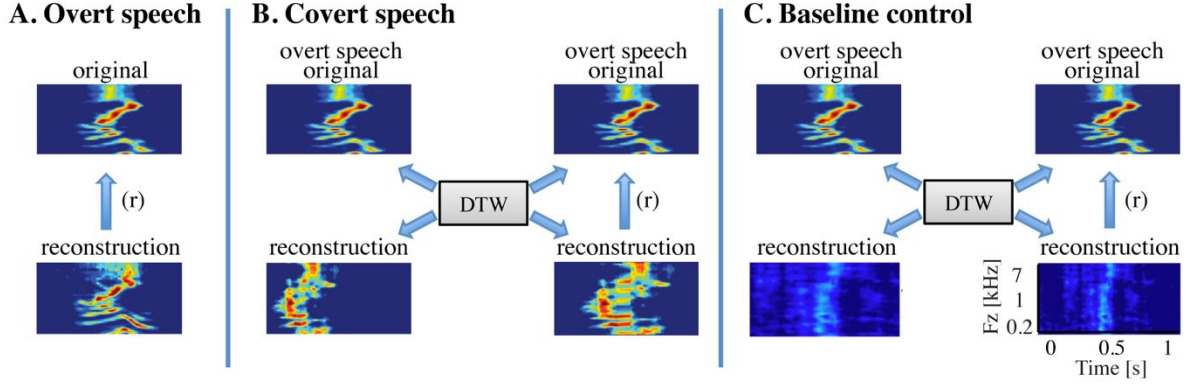 A. Overt speech
original
(r)
reconstruction
B. Covert speech
overt speech
original
overt speech
original
DTW
(r)
reconstruction
reconstruction
C. Baseline control
overt speech
original
overt speech
original
DTW
(r)
reconstruction
reconstruction
Fz [kHz]
7
1
0.2
0 0.5 1
Time [s]